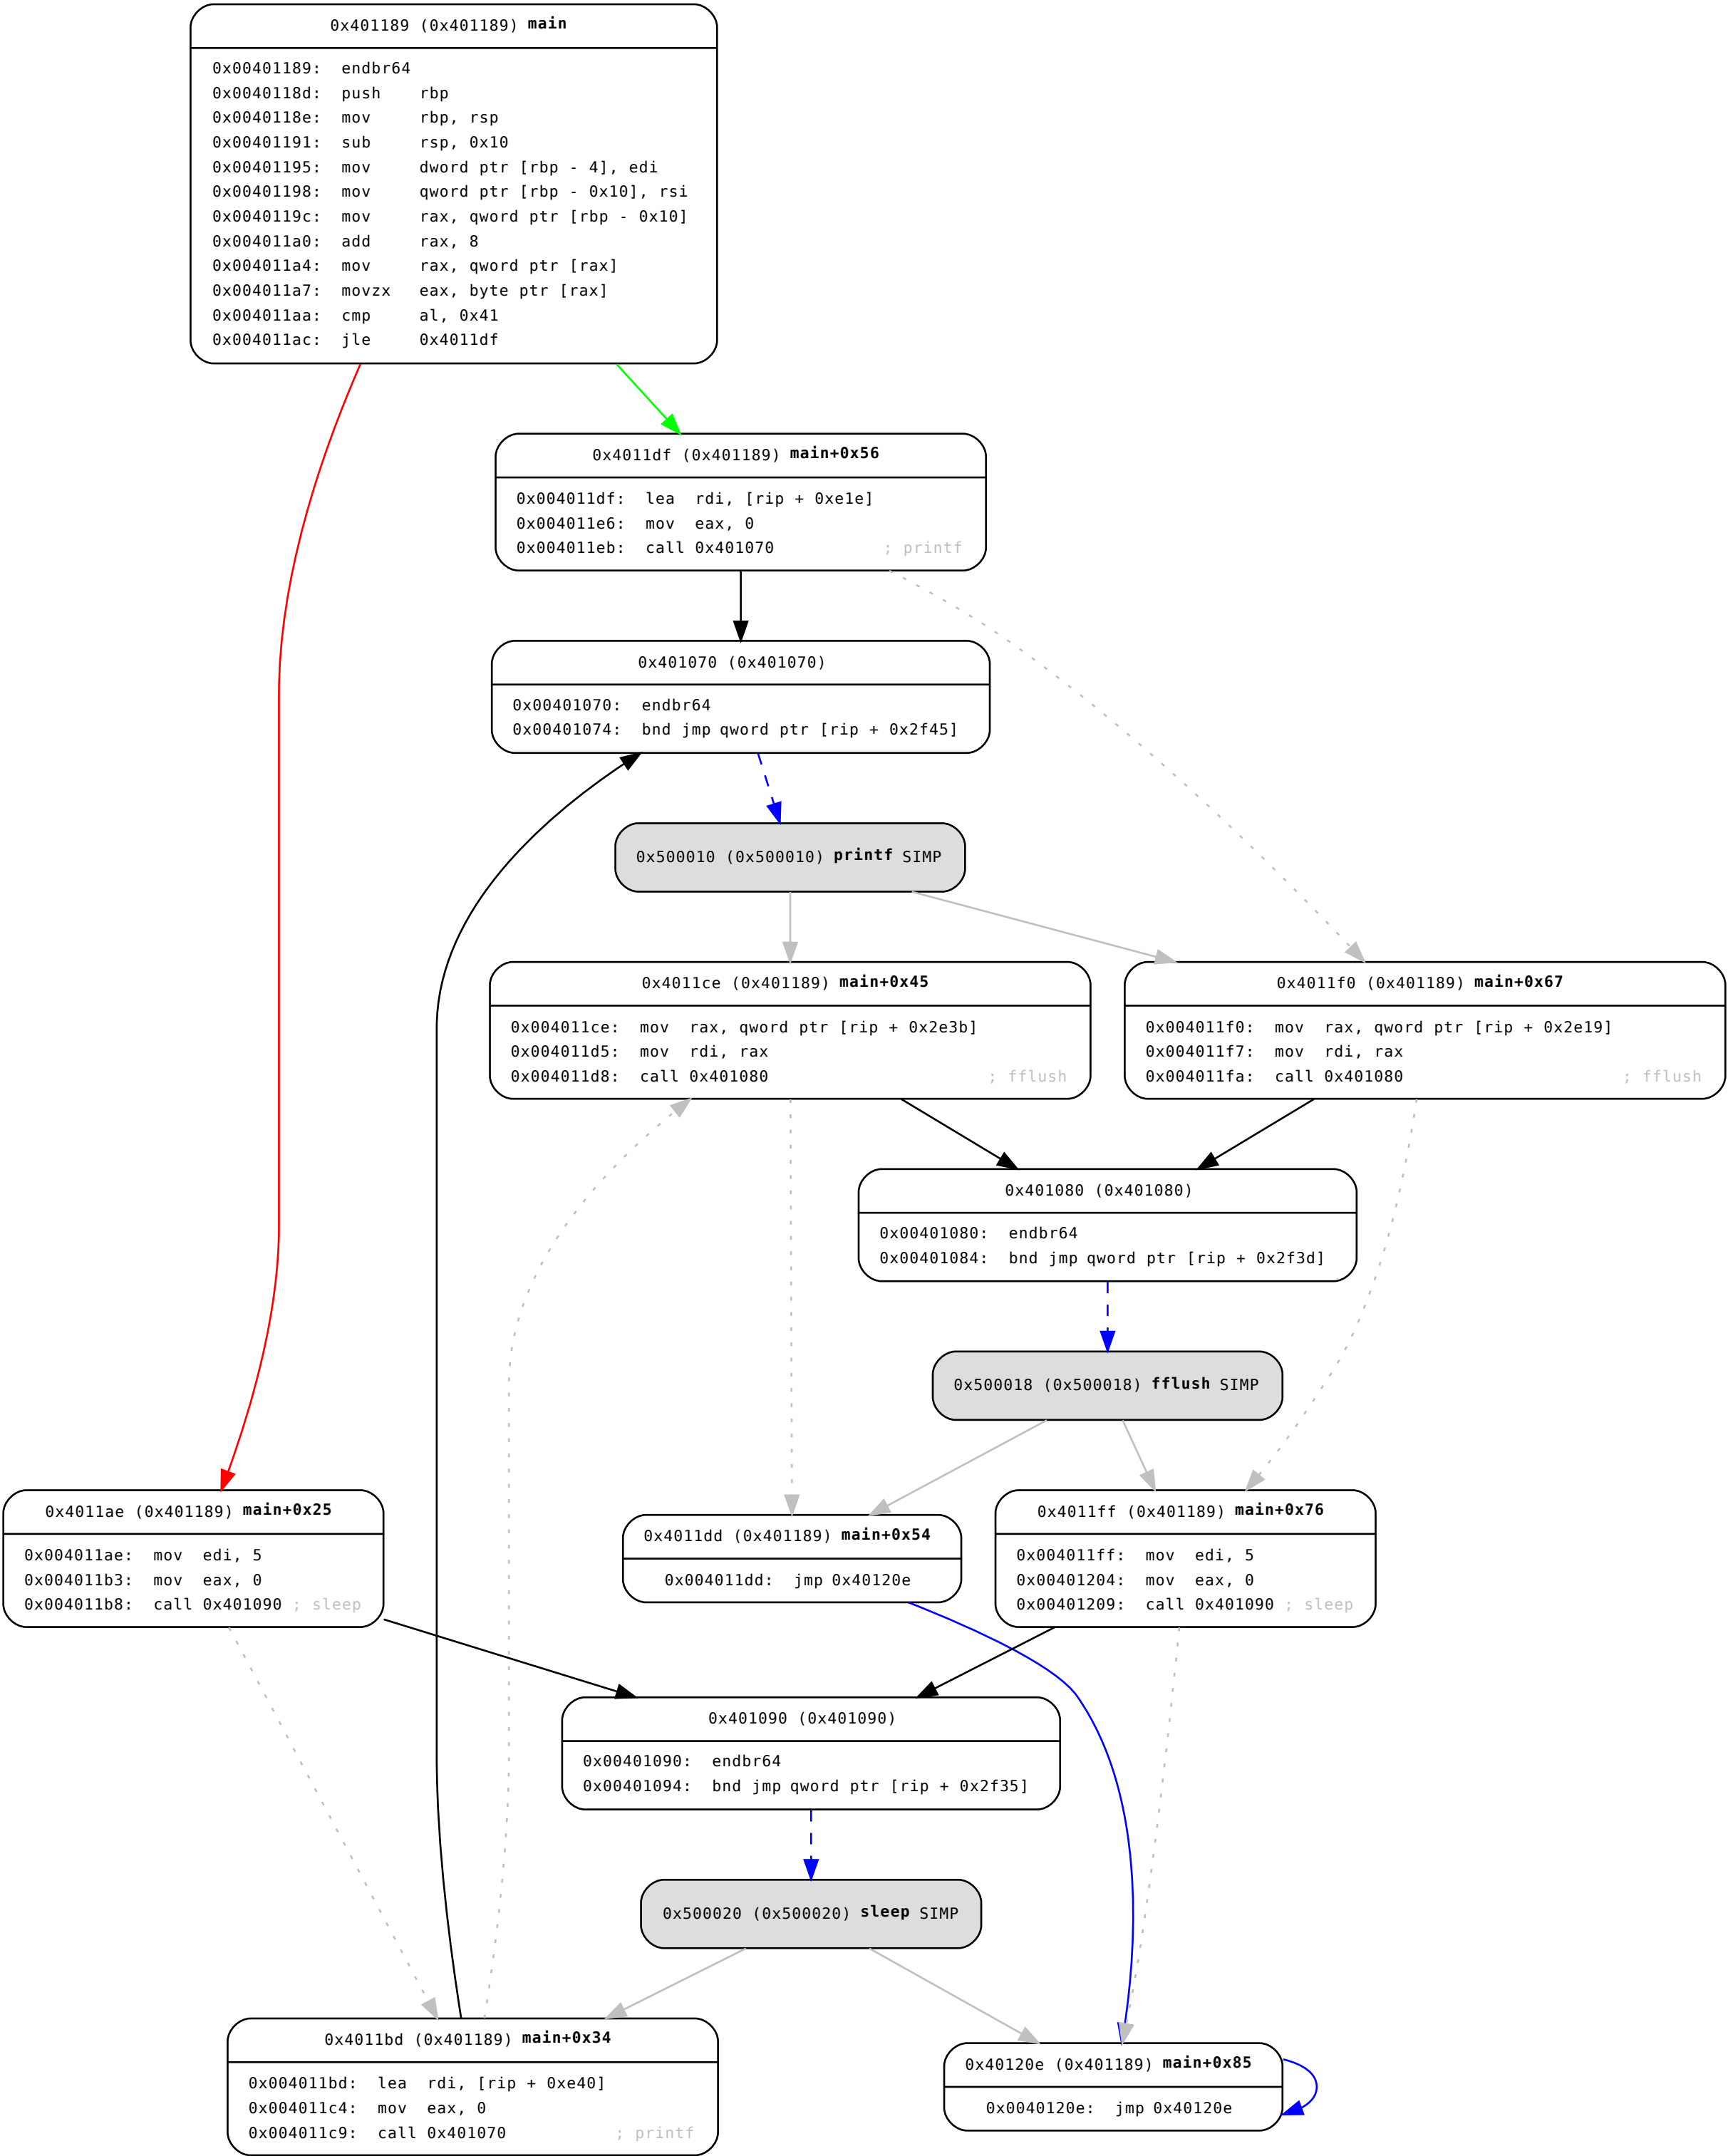 0x401189 (0x401189) main
0x00401189: endbr64
0x0040118d: push rbp
0x0040118e: mov rbp, rsp
0x00401191: sub rsp, 0x10
0x00401195: mov dword ptr [rbp - 4], edi
0x00401198: mov qword ptr [rbp - 0x10], rsi
0x0040119c: mov rax, qword ptr [rbp - 0x10]
0x004011a0: add rax, 8
0x004011a4: mov rax, qword ptr [rax]
0x004011a7: movzx eax, byte ptr [rax]
0x004011aa: cmp al, 0x41
0x004011ac: jle 0x4011df
0x4011df (0x401189) main+0x56
0x004011df: lea rdi, [rip + 0xe1e]
0x004011e6: mov eax, 0
0x004011eb: call 0x401070 ; printf
0x401070 (0x401070)
0x00401070: endbr64
0x00401074: bnd jmp qword ptr [rip + 0x2f45]
0x500010 (0x500010) printf SIMP
0x4011ce (0x401189) main+0x45
0x004011ce: mov rax, qword ptr [rip + 0x2e3b]
0x004011d5: mov rdi, rax
0x004011d8: call 0x401080 ; fflush
0x4011f0 (0x401189) main+0x67
0x004011f0: mov rax, qword ptr [rip + 0x2e19]
0x004011f7: mov rdi, rax
0x004011fa: call 0x401080 ; fflush
0x401080 (0x401080)
0x00401080: endbr64
0x00401084: bnd jmp qword ptr [rip + 0x2f3d]
0x500018 (0x500018) fflush SIMP
0x4011ae (0x401189) main+0x25
0x004011ae: mov edi, 5
0x004011b3: mov eax, 0
0x004011b8: call 0x401090 ; sleep
0x4011dd (0x401189) main+0x54
0x004011dd: jmp 0x40120e
0x4011ff (0x401189) main+0x76
0x004011ff: mov edi, 5
0x00401204: mov eax, 0
0x00401209: call 0x401090 ; sleep
0x401090 (0x401090)
0x00401090: endbr64
0x00401094: bnd jmp qword ptr [rip + 0x2f35]
0x500020 (0x500020) sleep SIMP
0x4011bd (0x401189) main+0x34
0x004011bd: lea rdi, [rip + 0xe40]
0x004011c4: mov eax, 0
0x004011c9: call 0x401070 ; printf
0x40120e (0x401189) main+0x85
0x0040120e: jmp 0x40120e